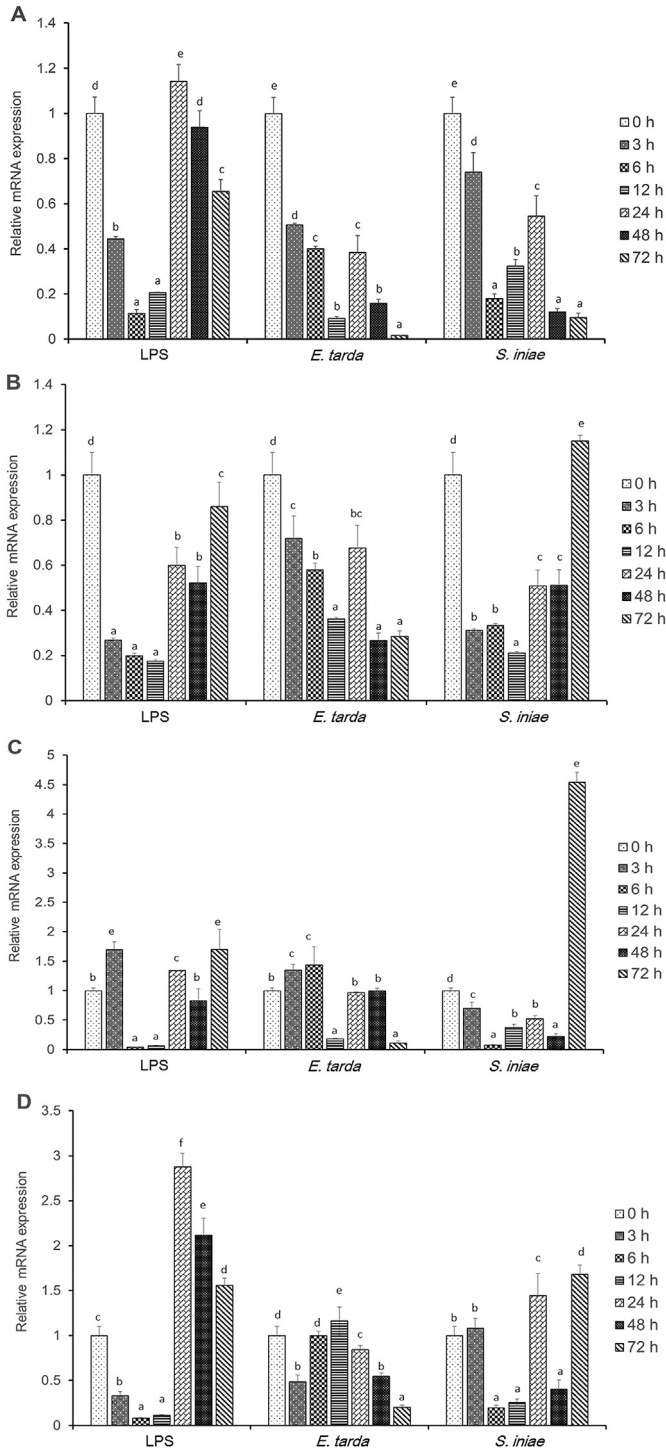 A
Relative mRNA expression
1.4
1.2
1
0.8
0.6
0.4
0.2
0
d b a a e d c
e d c b c b a
e d a b c a a
LPS E. tarda S. iniae
0 h
3 h
6 h
12 h
24 h
48 h
72 h
B
Relative mRNA expression
1.4
1.2
1
0.8
0.6
0.4
0.2
0
d a a a b b c
d c b a bc a a
d b b a c c e
LPS E. tarda S. iniae
0 h
3 h
6 h
12 h
24 h
48 h
72 h
C
Relative mRNA expression
5
4.5
4
3.5
3
2.5
2
1.5
1
0.5
0
b e a a c b e
b c c a b b a
d c a b b a e
LPS E. tarda S. iniae
0 h
3 h
6 h
12 h
24 h
48 h
72 h
D
Relative mRNA expression
3.5
3
2.5
2
1.5
1
0.5
0
c b a a f e d
d b d e c b a
b b a a c a d
LPS E. tarda S. iniae
0 h
3 h
6 h
12 h
24 h
48 h
72 h